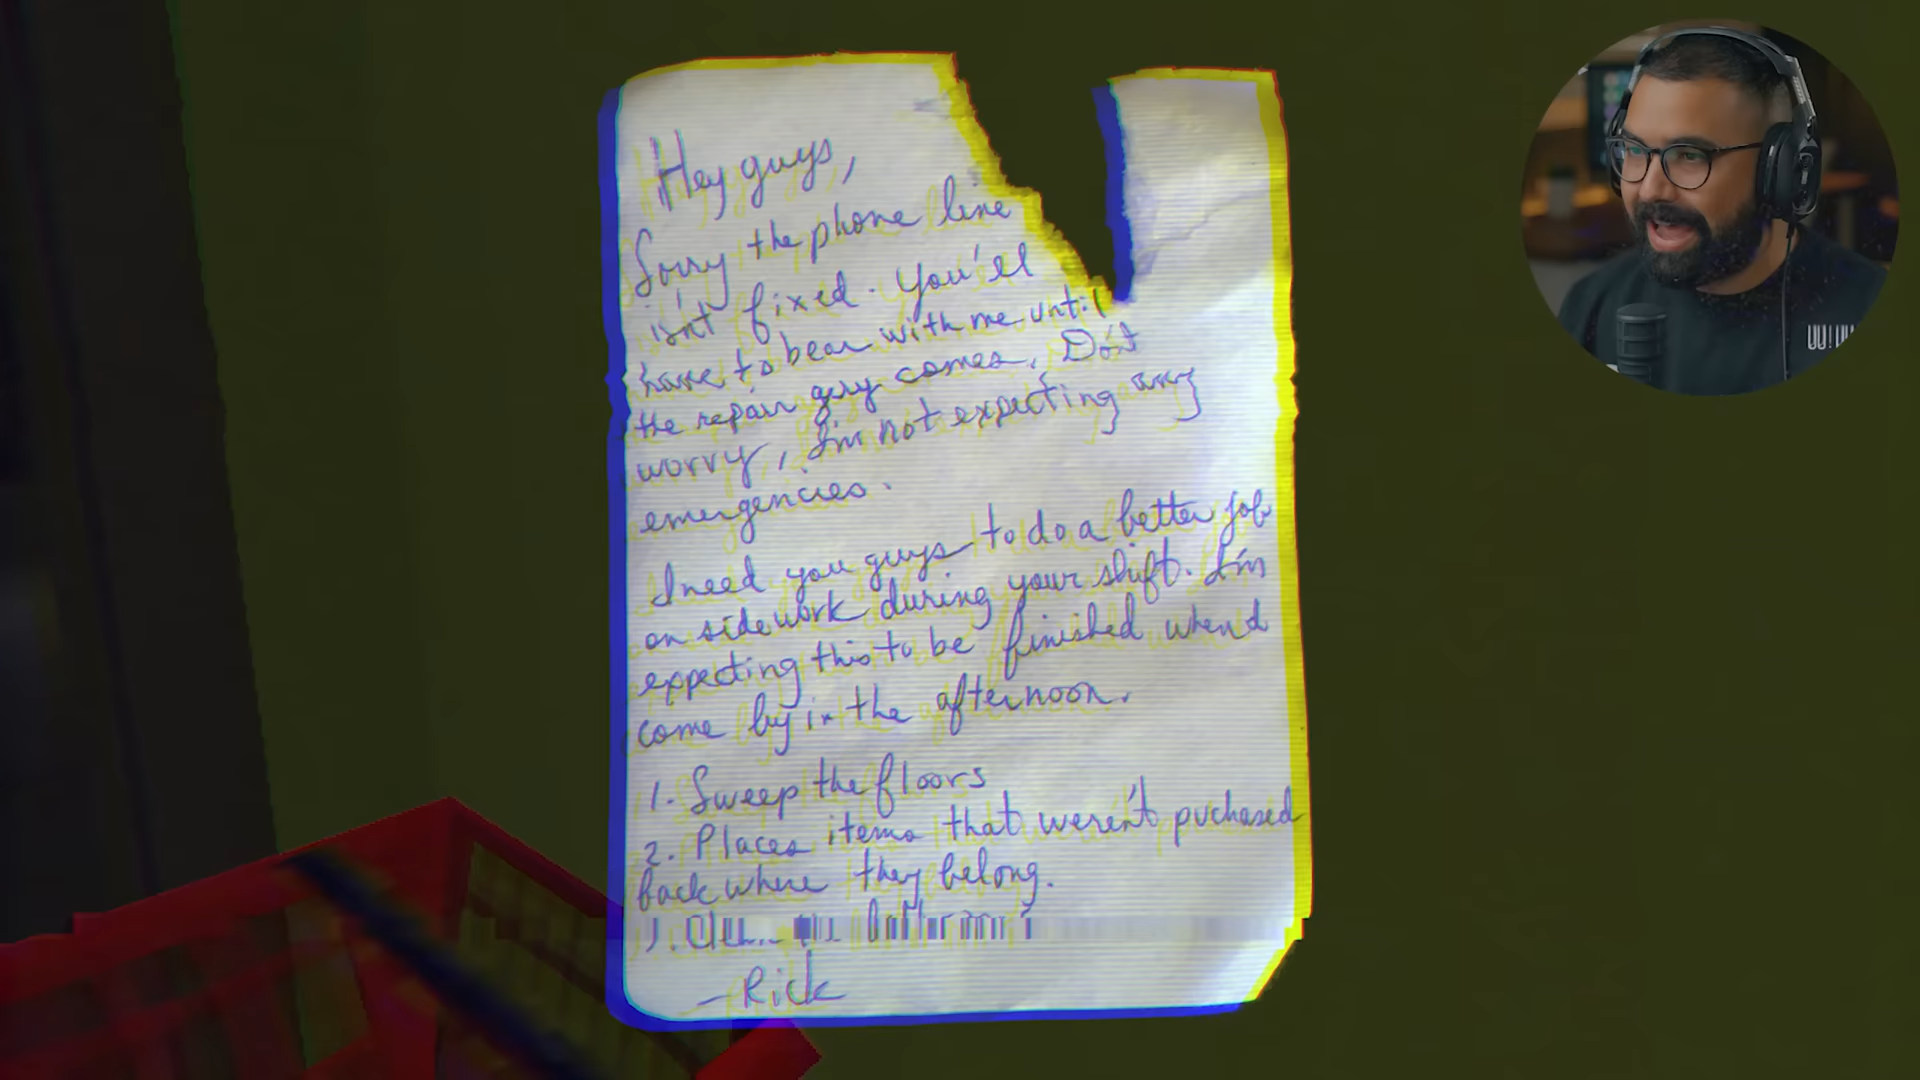 Hey guys,
Sorry the phone line
isn't fixed. You'll
have to bear with me until
the repair guy comes. Don't
worry, I'm not expecting any
emergencies.
I need you guys to do a better job
on sidework during your shift. I'm
expecting this to be finished when I
come by in the afternoon.
1. Sweep the floors
2. Places items that weren't puchased
back where they belong.
- Rick